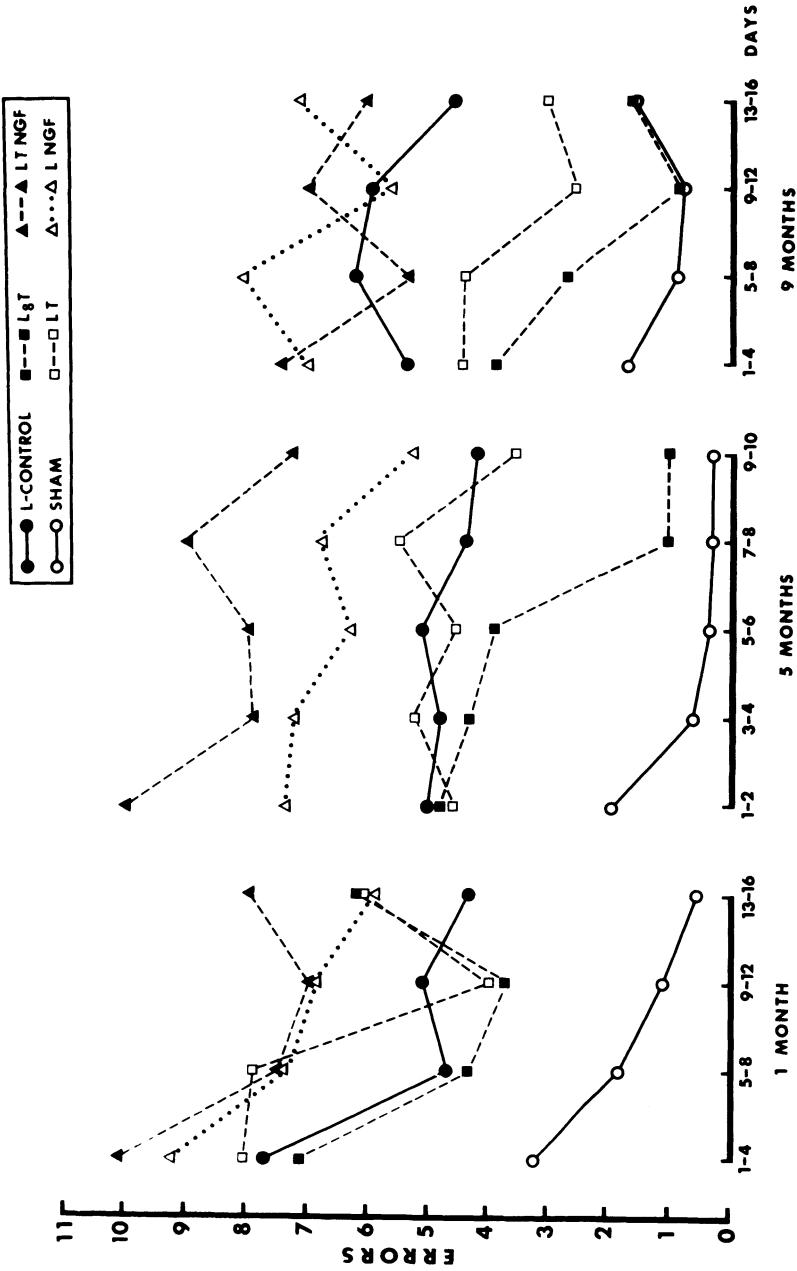 L-CONTROL L₈T LT NGF
SHAM LT L NGF
11
10
9
8
7
6
5
4
3
2
1
0
ERRORS
1–4 5–8 9–12 13–16 1–2 3–4 5–6 7–8 9–10 1–4 5–8 9–12 13–16 DAYS
1 MONTH 5 MONTHS 9 MONTHS